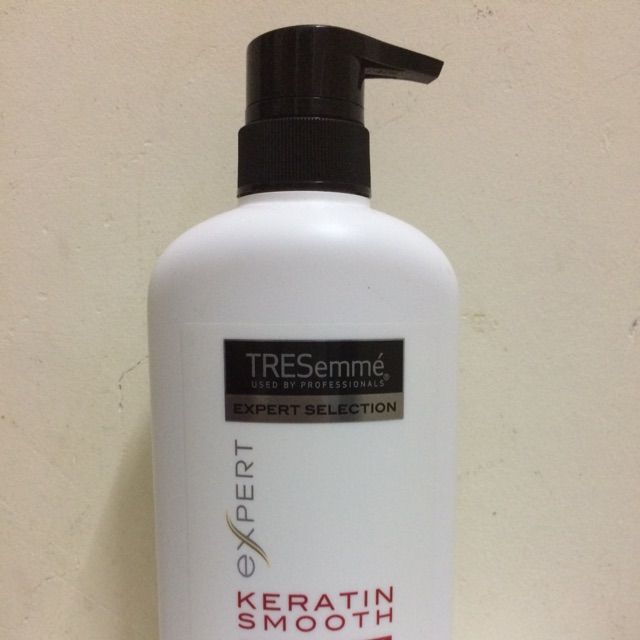 TRESemmé®
USED BY PROFESSIONALS
EXPERT SELECTION
eXPERT
KERATIN
SMOOTH